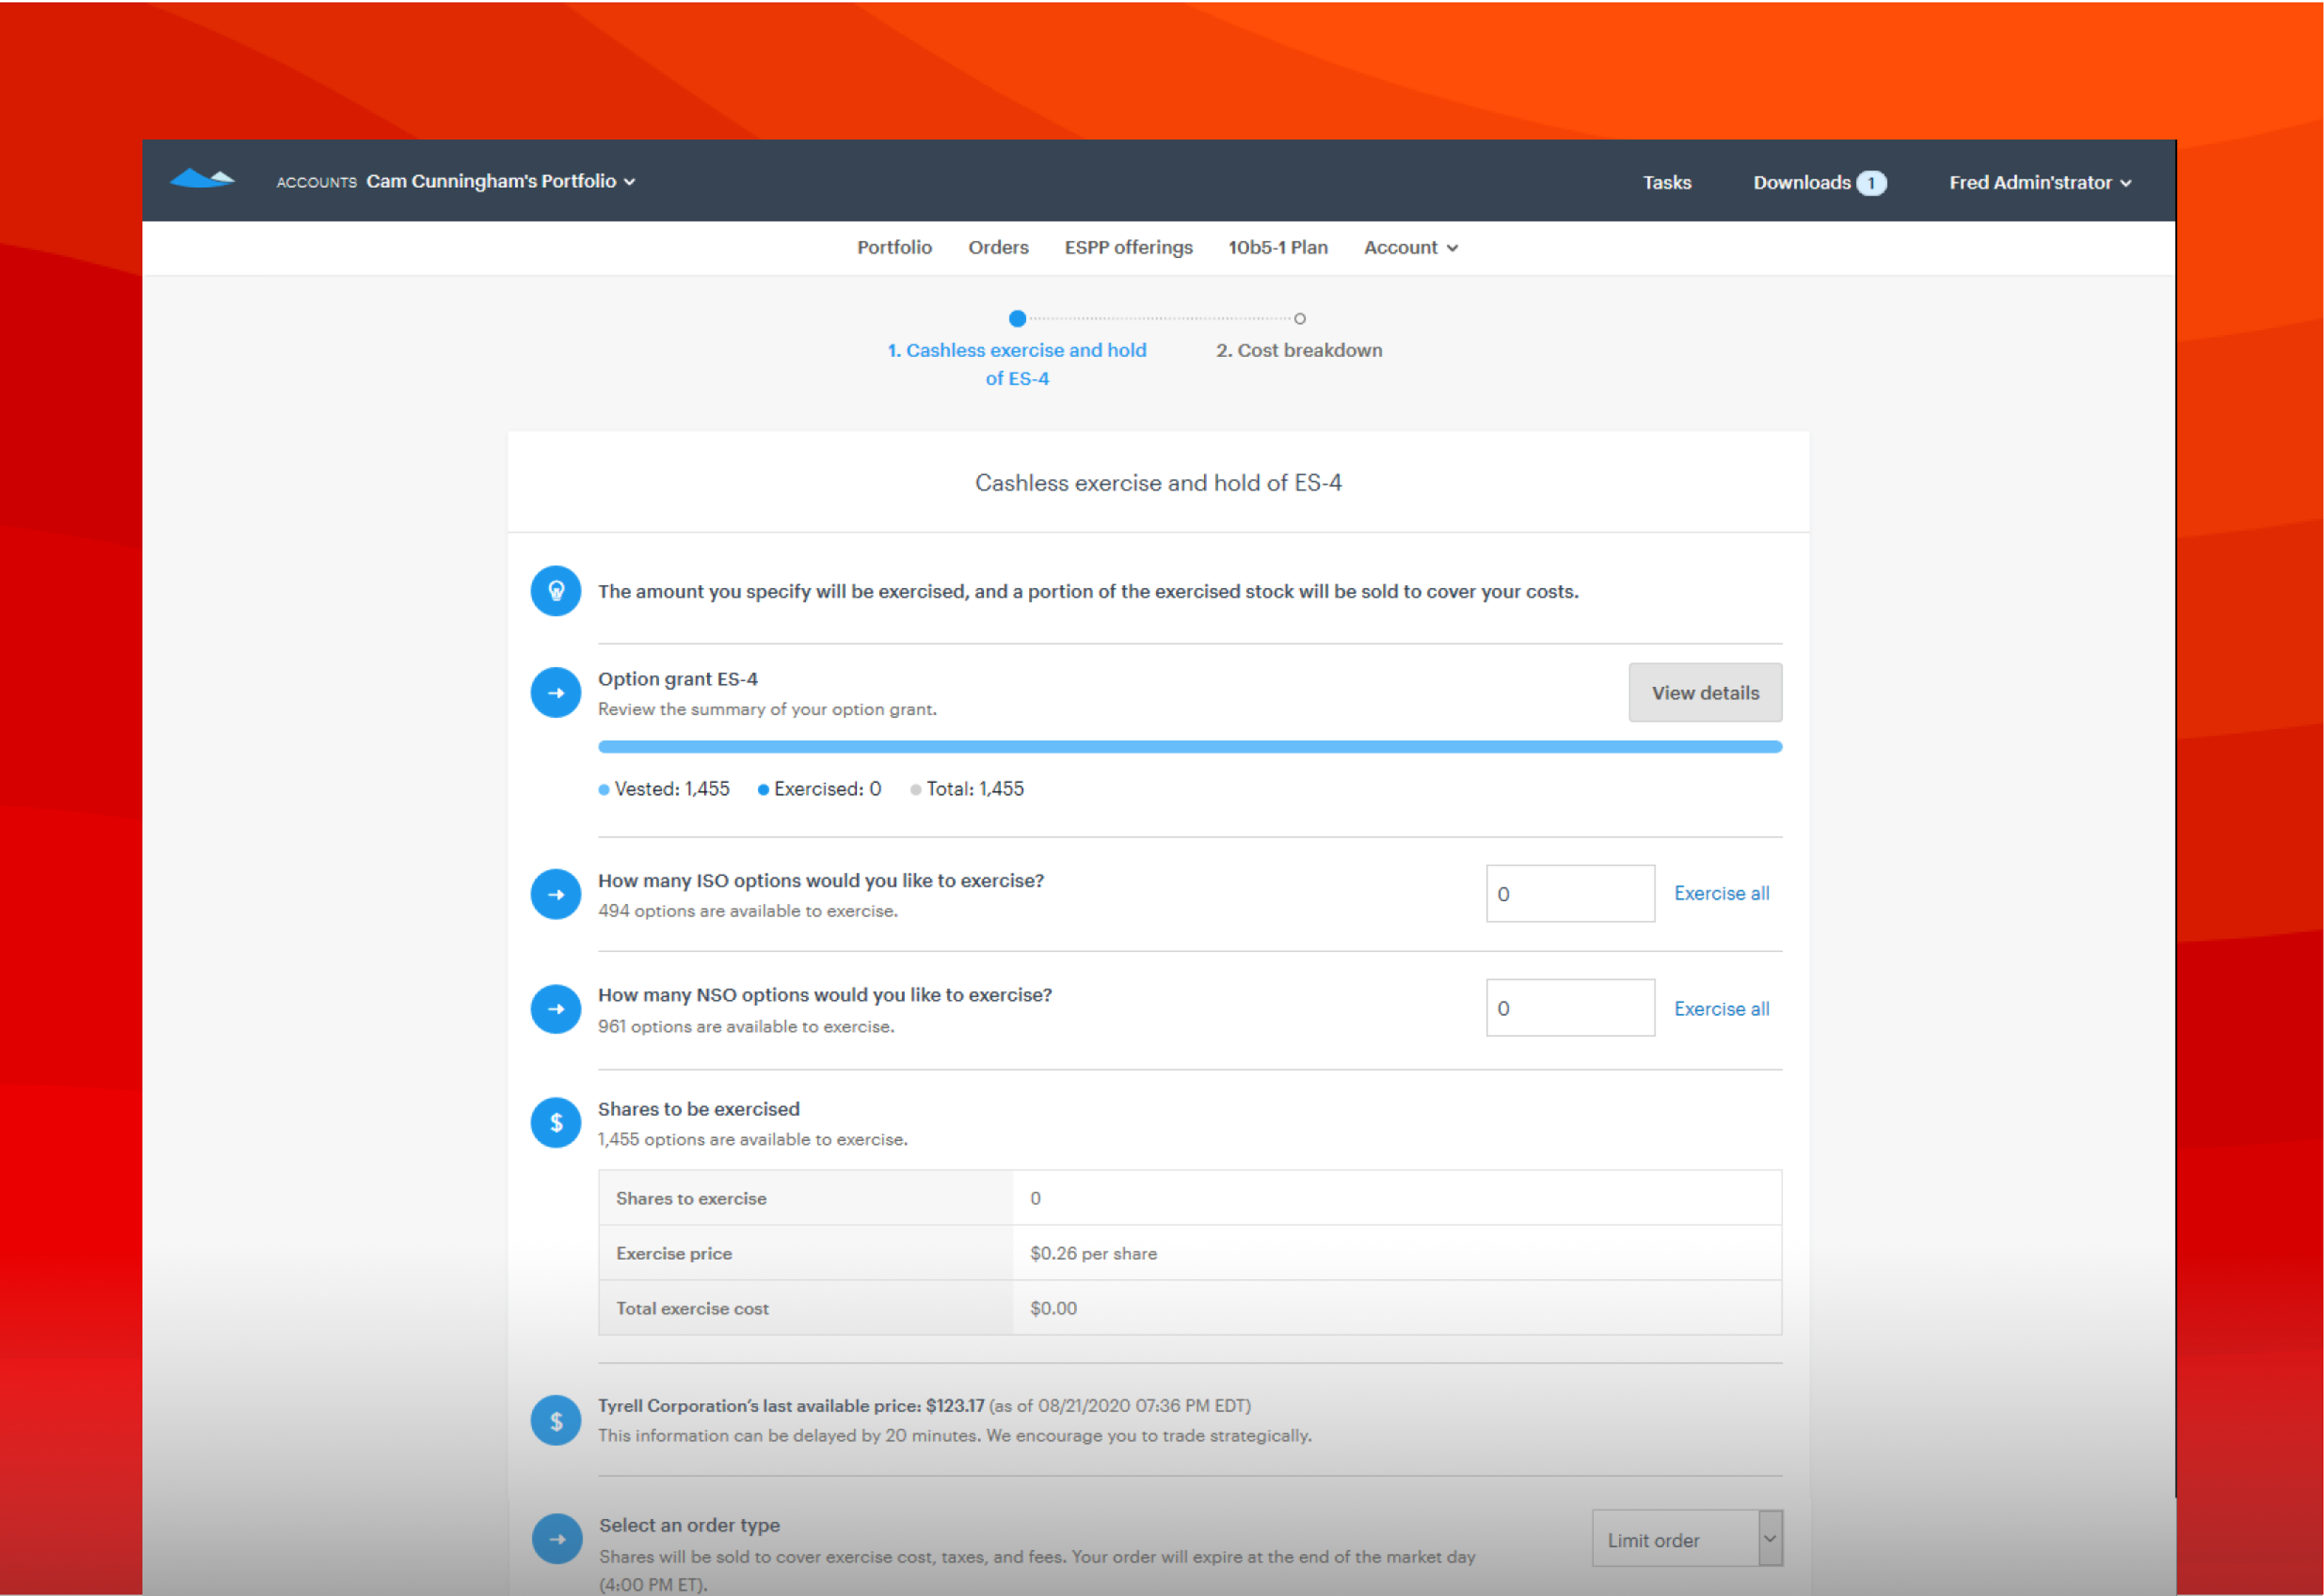 ACCOUNTS Cam Cunningham's Portfolio
Tasks
Downloads 1
Fred Admin'strator
Portfolio
Orders
ESPP offerings
10b5-1 Plan
Account
1. Cashless exercise and hold
of ES-4
2. Cost breakdown
Cashless exercise and hold of ES-4
The amount you specify will be exercised, and a portion of the exercised stock will be sold to cover your costs.
Option grant ES-4
Review the summary of your option grant.
View details
Vested: 1,455
Exercised: 0
Total: 1,455
How many ISO options would you like to exercise?
494 options are available to exercise.
0
Exercise all
How many NSO options would you like to exercise?
961 options are available to exercise.
0
Exercise all
$
Shares to be exercised
1,455 options are available to exercise.
Shares to exercise
0
Exercise price
$0.26 per share
Total exercise cost
$0.00
$
Tyrell Corporation's last available price: $123.17 (as of 08/21/2020 07:36 PM EDT)
This information can be delayed by 20 minutes. We encourage you to trade strategically.
Select an order type
Shares will be sold to cover exercise cost, taxes, and fees. Your order will expire at the end of the market day
(4:00 PM ET).
Limit order